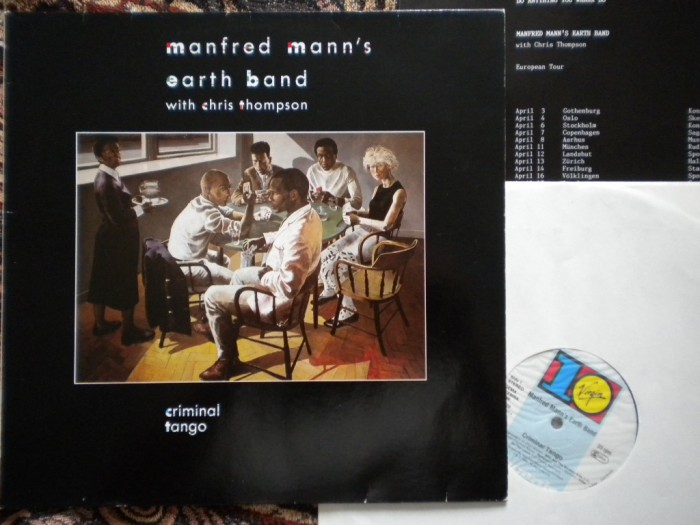 manfred mann's
earth band
with chris thompson
criminal
tango
DO ANYTHING YOU WANNA DO
MANFRED MANN'S EARTH BAND
with Chris Thompson
European Tour
April 3 Gothenburg
April 4 Oslo
April 6 Stockholm
April 7 Copenhagen
April 8 Aarhus
April 11 München
April 12 Landshut
April 13 Zürich
April 14 Freiburg
April 16 Völklingen
10
Virgin
Manfred Mann's Earth Band
Criminal Tango